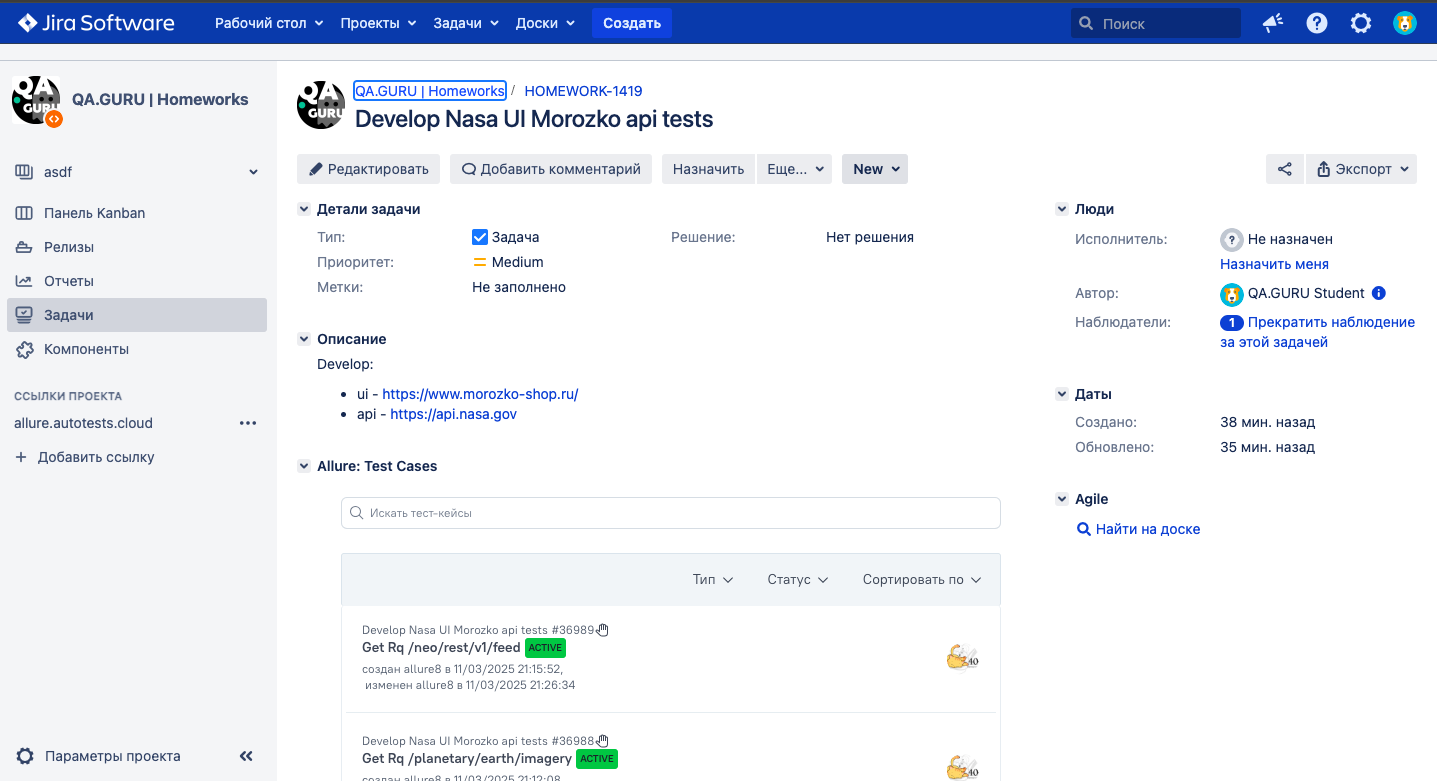 Jira Software
Рабочий стол
Проекты
Задачи
Доски
Создать
Поиск
QA.GURU | Homeworks
asdf
Панель Kanban
Релизы
Отчеты
Задачи
Компоненты
ССЫЛКИ ПРОЕКТА
allure.autotests.cloud
Добавить ссылку
Параметры проекта
QA.GURU | Homeworks / HOMEWORK-1419
Develop Nasa UI Morozko api tests
Редактировать
Добавить комментарий
Назначить
Еще...
New
Экспорт
Детали задачи
Тип: Задача
Решение: Нет решения
Приоритет: Medium
Метки: Не заполнено
Описание
Develop:
ui - https://www.morozko-shop.ru/
api - https://api.nasa.gov
Allure: Test Cases
Искать тест-кейсы
Тип
Статус
Сортировать по
Develop Nasa UI Morozko api tests #36989
Get Rq /neo/rest/v1/feed ACTIVE
создан allure8 в 11/03/2025 21:15:52,
изменен allure8 в 11/03/2025 21:26:34
Develop Nasa UI Morozko api tests #36988
Get Rq /planetary/earth/imagery ACTIVE
создан allure8 в 11/03/2025 21:12:08
Люди
Исполнитель: Не назначен
Назначить меня
Автор: QA.GURU Student
Наблюдатели: 1 Прекратить наблюдение
за этой задачей
Даты
Создано: 38 мин. назад
Обновлено: 35 мин. назад
Agile
Найти на доске